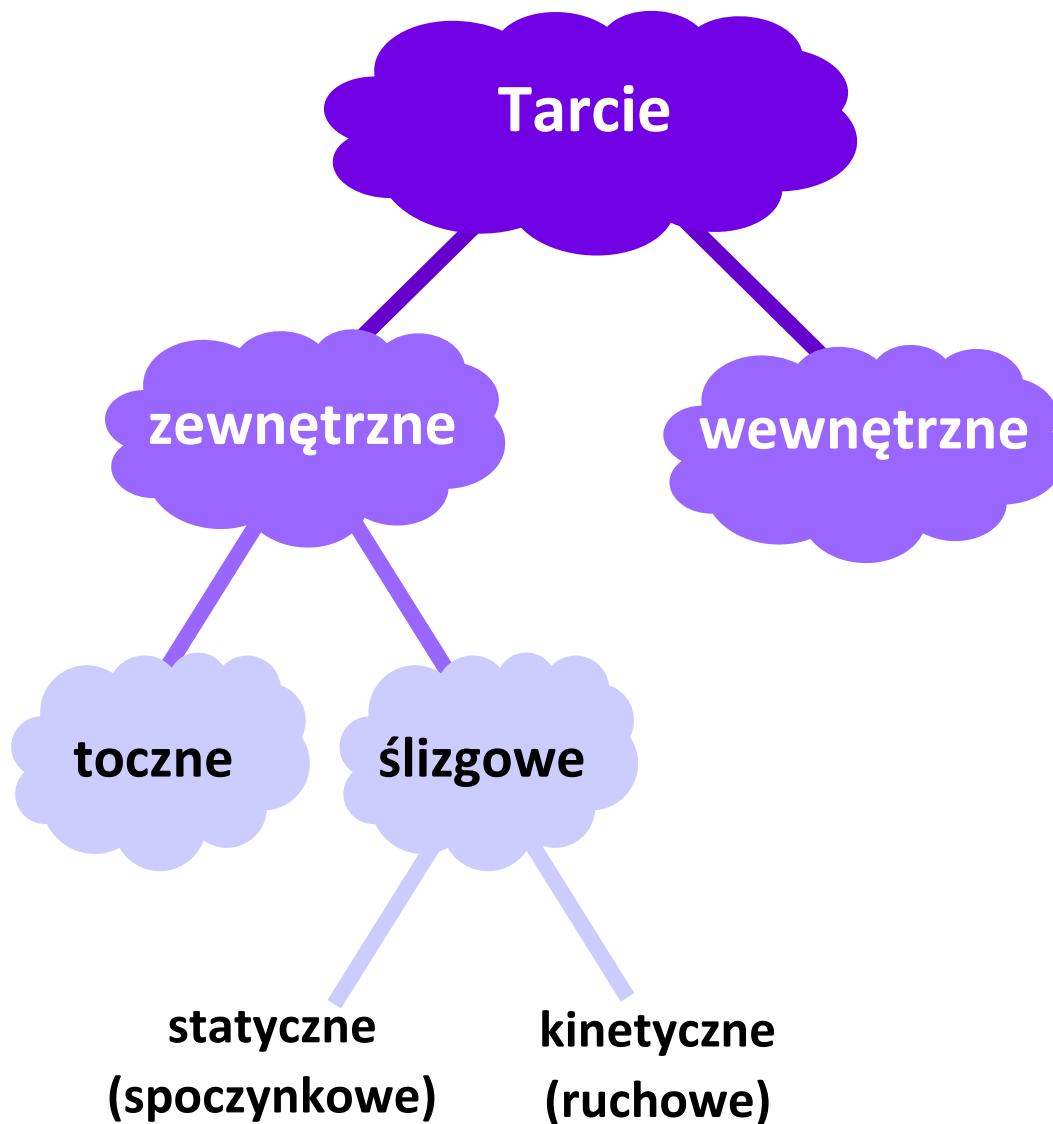 Tarcie
zewnętrzne
wewnętrzne
toczne
ślizgowe
statyczne
(spoczynkowe)
kinetyczne
(ruchowe)